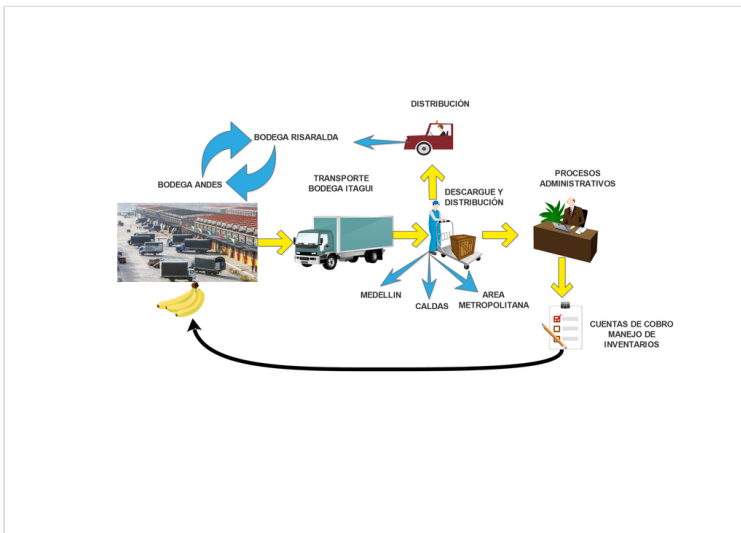 DISTRIBUCIÓN
BODEGA RISARALDA
BODEGA ANDES
TRANSPORTE
BODEGA ITAGUI
DESCARGUE Y
DISTRIBUCIÓN
PROCESOS
ADMINISTRATIVOS
MEDELLIN
CALDAS
AREA
METROPOLITANA
CUENTAS DE COBRO
MANEJO DE
INVENTARIOS